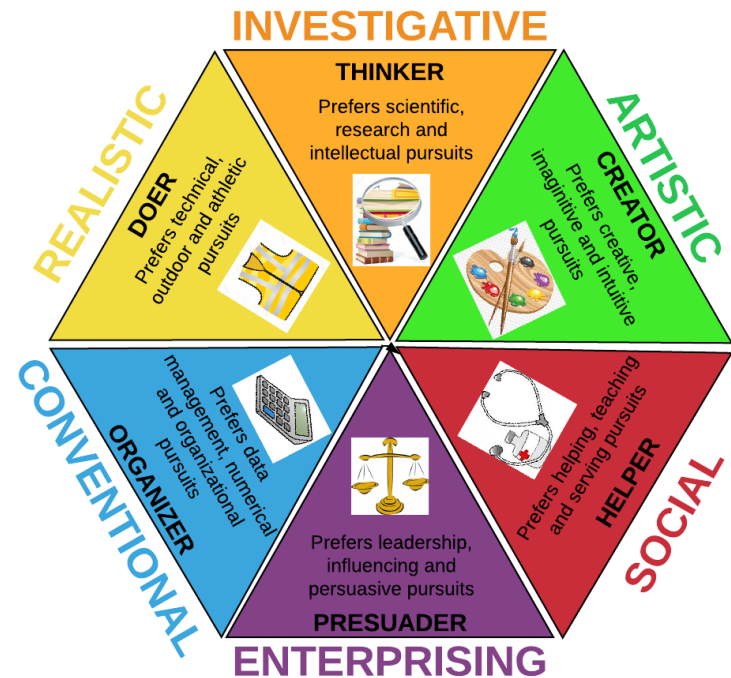 INVESTIGATIVE
THINKER
Prefers scientific,
research and
intellectual pursuits
ARTISTIC
CREATOR
Prefers creative,
imaginitive and intuitive
pursuits
SOCIAL
Prefers helping, teaching
and serving pursuits
HELPER
Prefers leadership,
influencing and
persuasive pursuits
PRESUADER
ENTERPRISING
CONVENTIONAL
ORGANIZER
Prefers data
management, numerical
and organizational
pursuits
REALISTIC
DOER
Prefers technical,
outdoor and athletic
pursuits